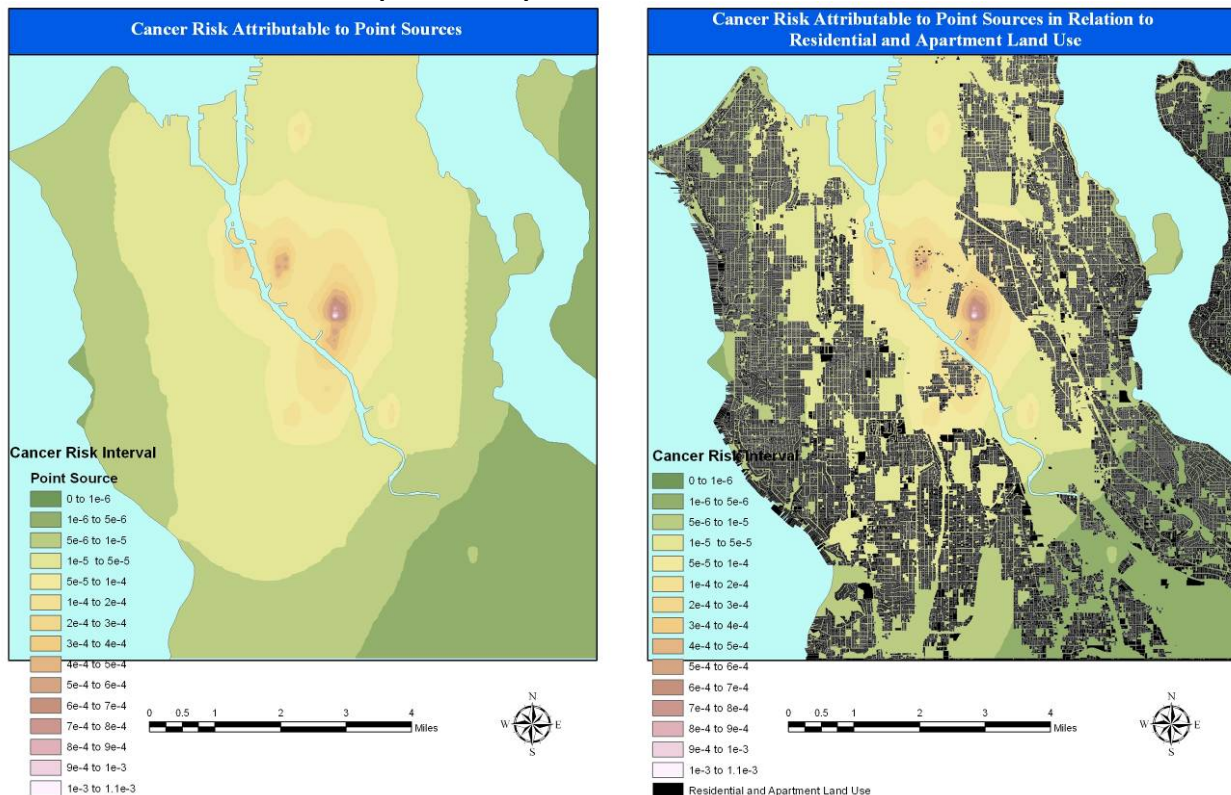 Cancer Risk Attributable to Point Sources
Cancer Risk Interval
Point Source
0 to 1e-6
1e-6 to 5e-6
5e-6 to 1e-5
1e-5 to 5e-5
5e-5 to 1e-4
1e-4 to 2e-4
2e-4 to 3e-4
3e-4 to 4e-4
4e-4 to 5e-4
5e-4 to 6e-4
6e-4 to 7e-4
7e-4 to 8e-4
8e-4 to 9e-4
9e-4 to 1e-3
1e-3 to 1.1e-3
0 0.5 1 2 3 4
Miles
N
W E
S
Cancer Risk Attributable to Point Sources in Relation to
Residential and Apartment Land Use
Cancer Risk Interval
0 to 1e-6
1e-6 to 5e-6
5e-6 to 1e-5
1e-5 to 5e-5
5e-5 to 1e-4
1e-4 to 2e-4
2e-4 to 3e-4
3e-4 to 4e-4
4e-4 to 5e-4
5e-4 to 6e-4
6e-4 to 7e-4
7e-4 to 8e-4
8e-4 to 9e-4
9e-4 to 1e-3
1e-3 to 1.1e-3
Residential and Apartment Land Use
0 0.5 1 2 3 4
Miles
N
W E
S